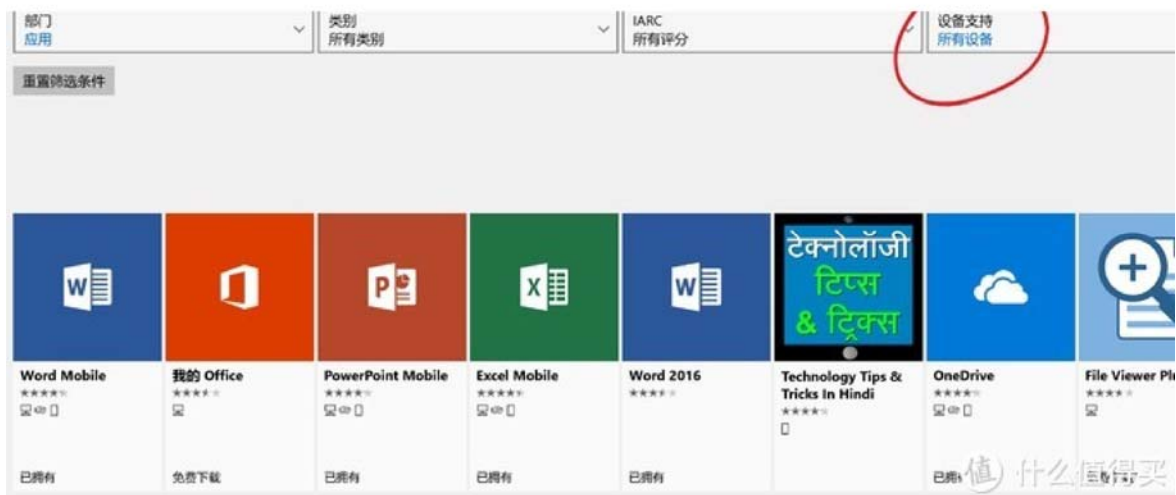 部门
应用
类别
所有类别
IARC
所有评分
设备支持
所有设备
重置筛选条件
टेक्नोलॉजी
टिप्स
& ट्रिक्स
Word Mobile
我的 Office
PowerPoint Mobile
Excel Mobile
Word 2016
Technology Tips &
Tricks In Hindi
OneDrive
File Viewer Pl
已拥有
免费下载
已拥有
已拥有
已拥有
已拥
值 什么值得买